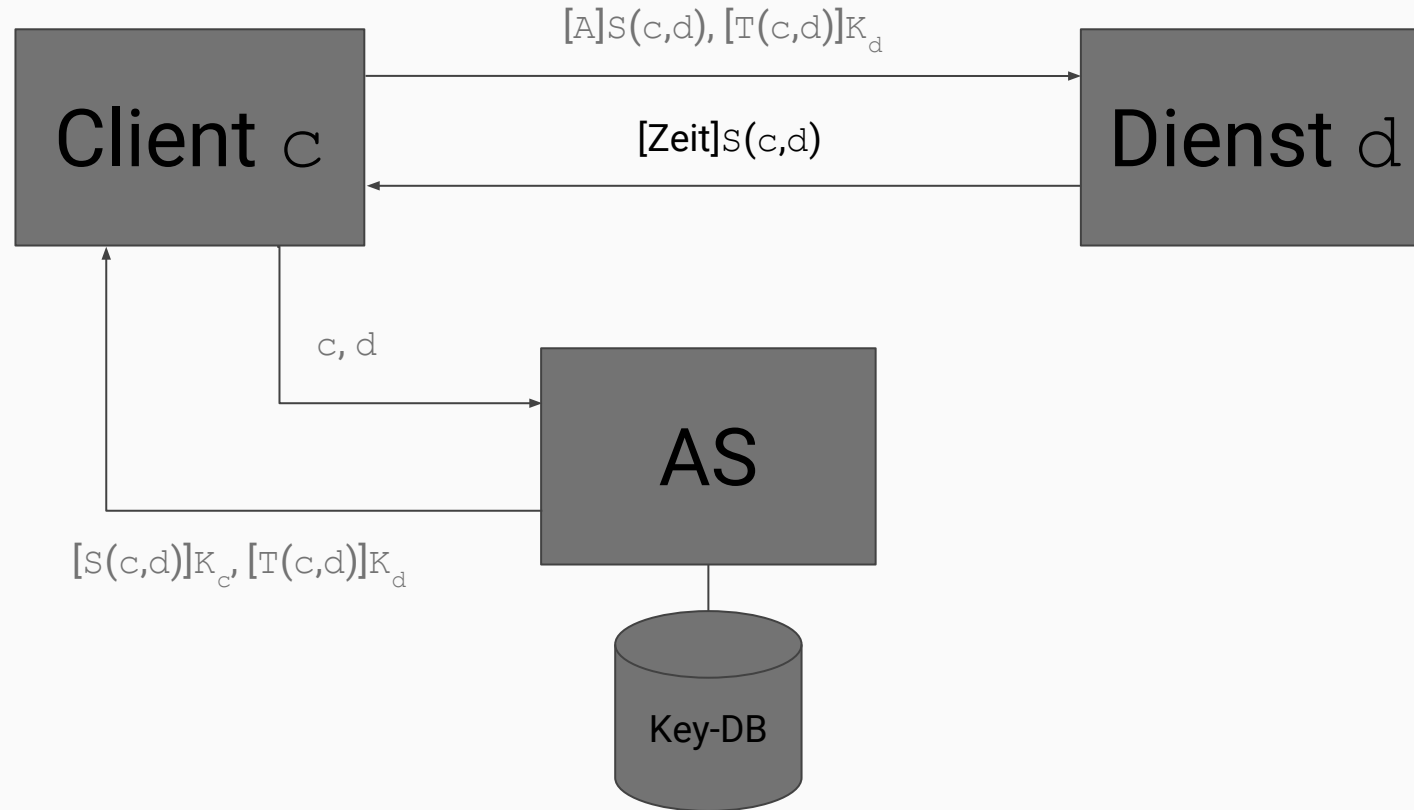 [A]S(c,d), [T(c,d)]K_d
Client c
[Zeit]S(c,d)
Dienst d
c, d
AS
[S(c,d)]K_c, [T(c,d)]K_d
Key-DB